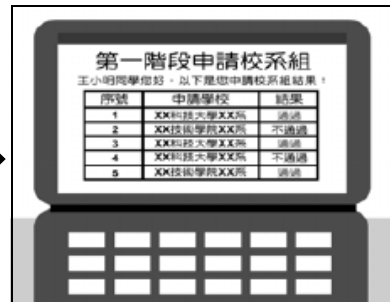 第一階段申請校系組
王小明同學您好，以下是您申請校系組結果！
序號 申請學校 結果
1 XX科技大學XX系 通過
2 XX技術學院XX系 不通過
3 XX科技大學XX系 通過
4 XX科技大學XX系 不通過
5 XX技術學院XX系 通過